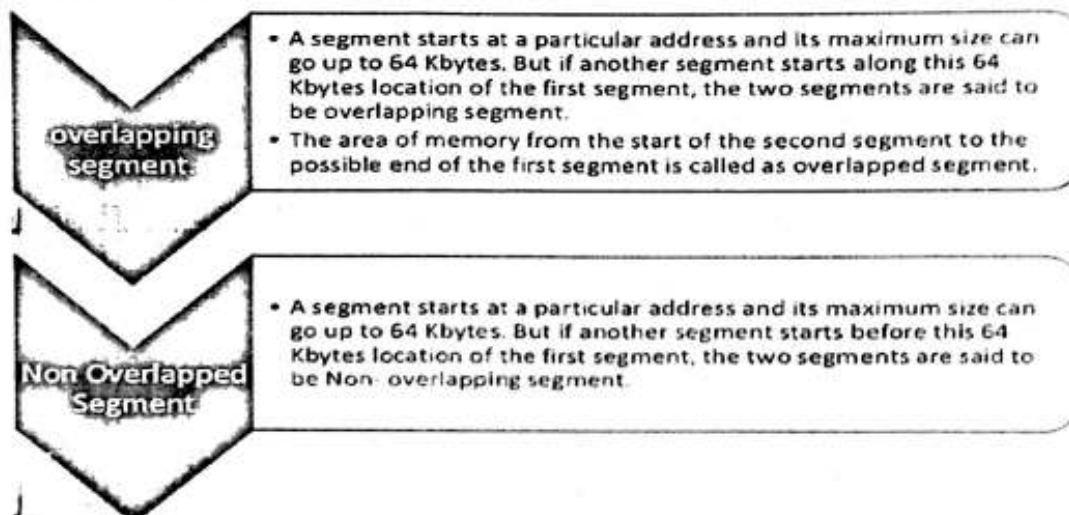 overlapping
segment.
• A segment starts at a particular address and its maximum size can
go up to 64 Kbytes. But if another segment starts along this 64
Kbytes location of the first segment, the two segments are said to
be overlapping segment.
• The area of memory from the start of the second segment to the
possible end of the first segment is called as overlapped segment.
Non Overlapped
Segment
• A segment starts at a particular address and its maximum size can
go up to 64 Kbytes. But if another segment starts before this 64
Kbytes location of the first segment, the two segments are said to
be Non- overlapping segment.